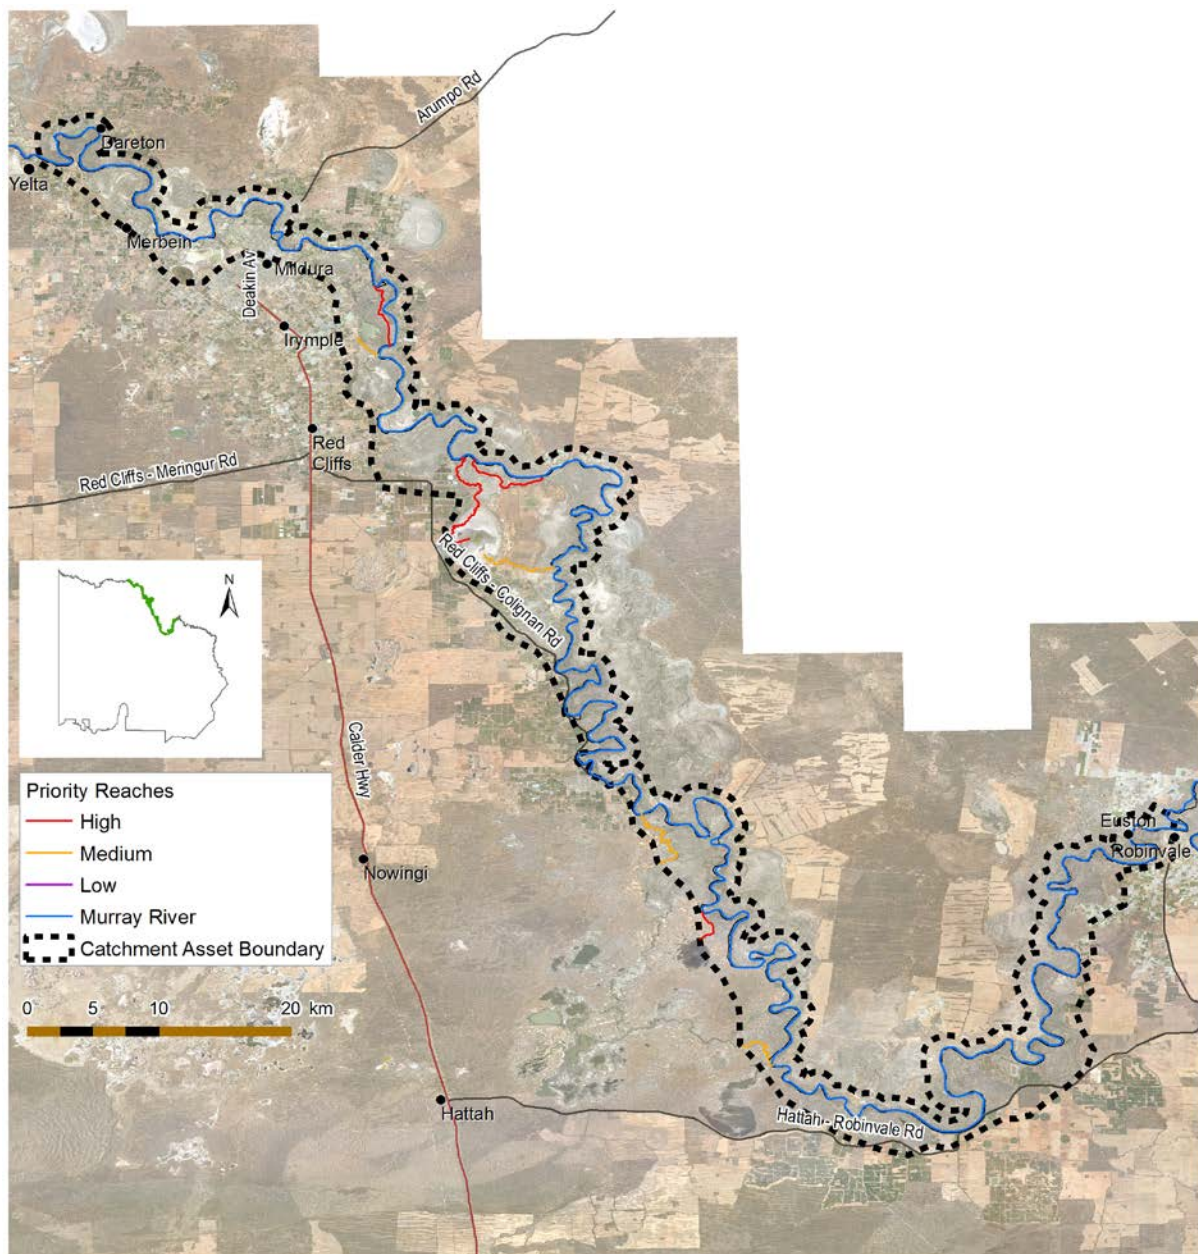 Arumpo Rd
Dareton
Yelta
Merbein
Mildura
Deakin Av
Irymple
Red
Cliffs
Red Cliffs - Meringur Rd
Red Cliffs - Colignan Rd
N
Calder Hwy
Priority Reaches
High
Medium
Low
Murray River
Catchment Asset Boundary
0 5 10 20 km
Nowingi
Euston
Robinvale
Hattah
Hattah - Robinvale Rd